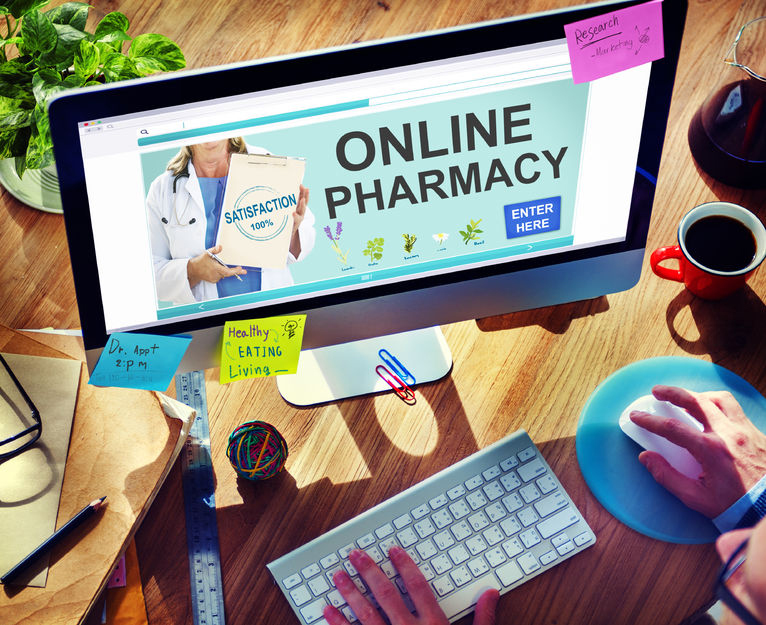 Research
Marketing
ONLINE
PHARMACY
SATISFACTION
100%
ENTER
HERE
Dr. Appt
2:pm
Healthy
EATING
Living